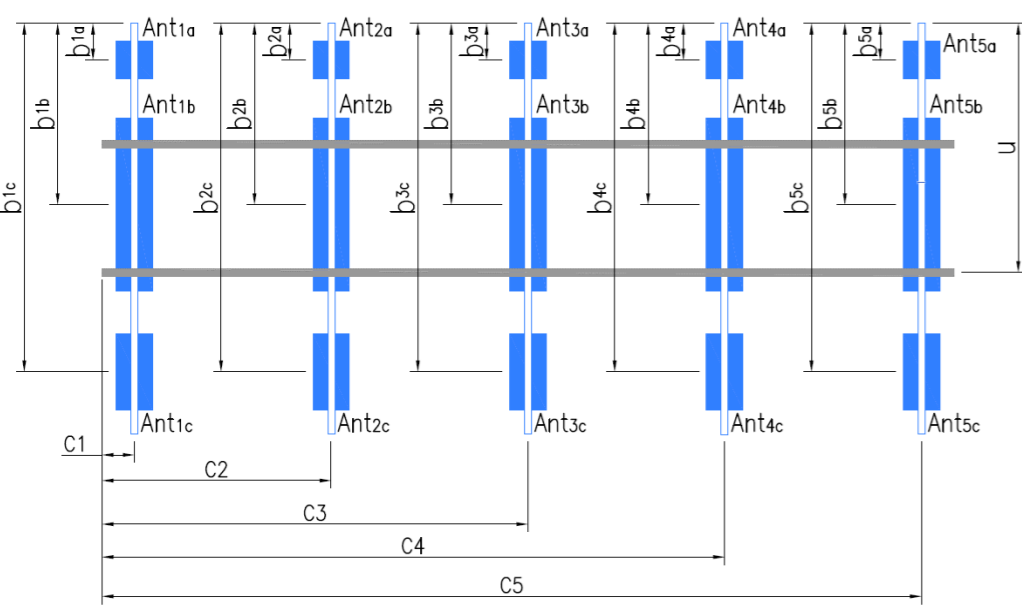 Ant1a
Ant2a
Ant3a
Ant4a
Ant5a
b1a
b2a
b3a
b4a
b5a
Ant1b
Ant2b
Ant3b
Ant4b
Ant5b
b1b
b2b
b3b
b4b
b5b
u
b1c
b2c
b3c
b4c
b5c
Ant1c
Ant2c
Ant3c
Ant4c
Ant5c
C1
C2
C3
C4
C5